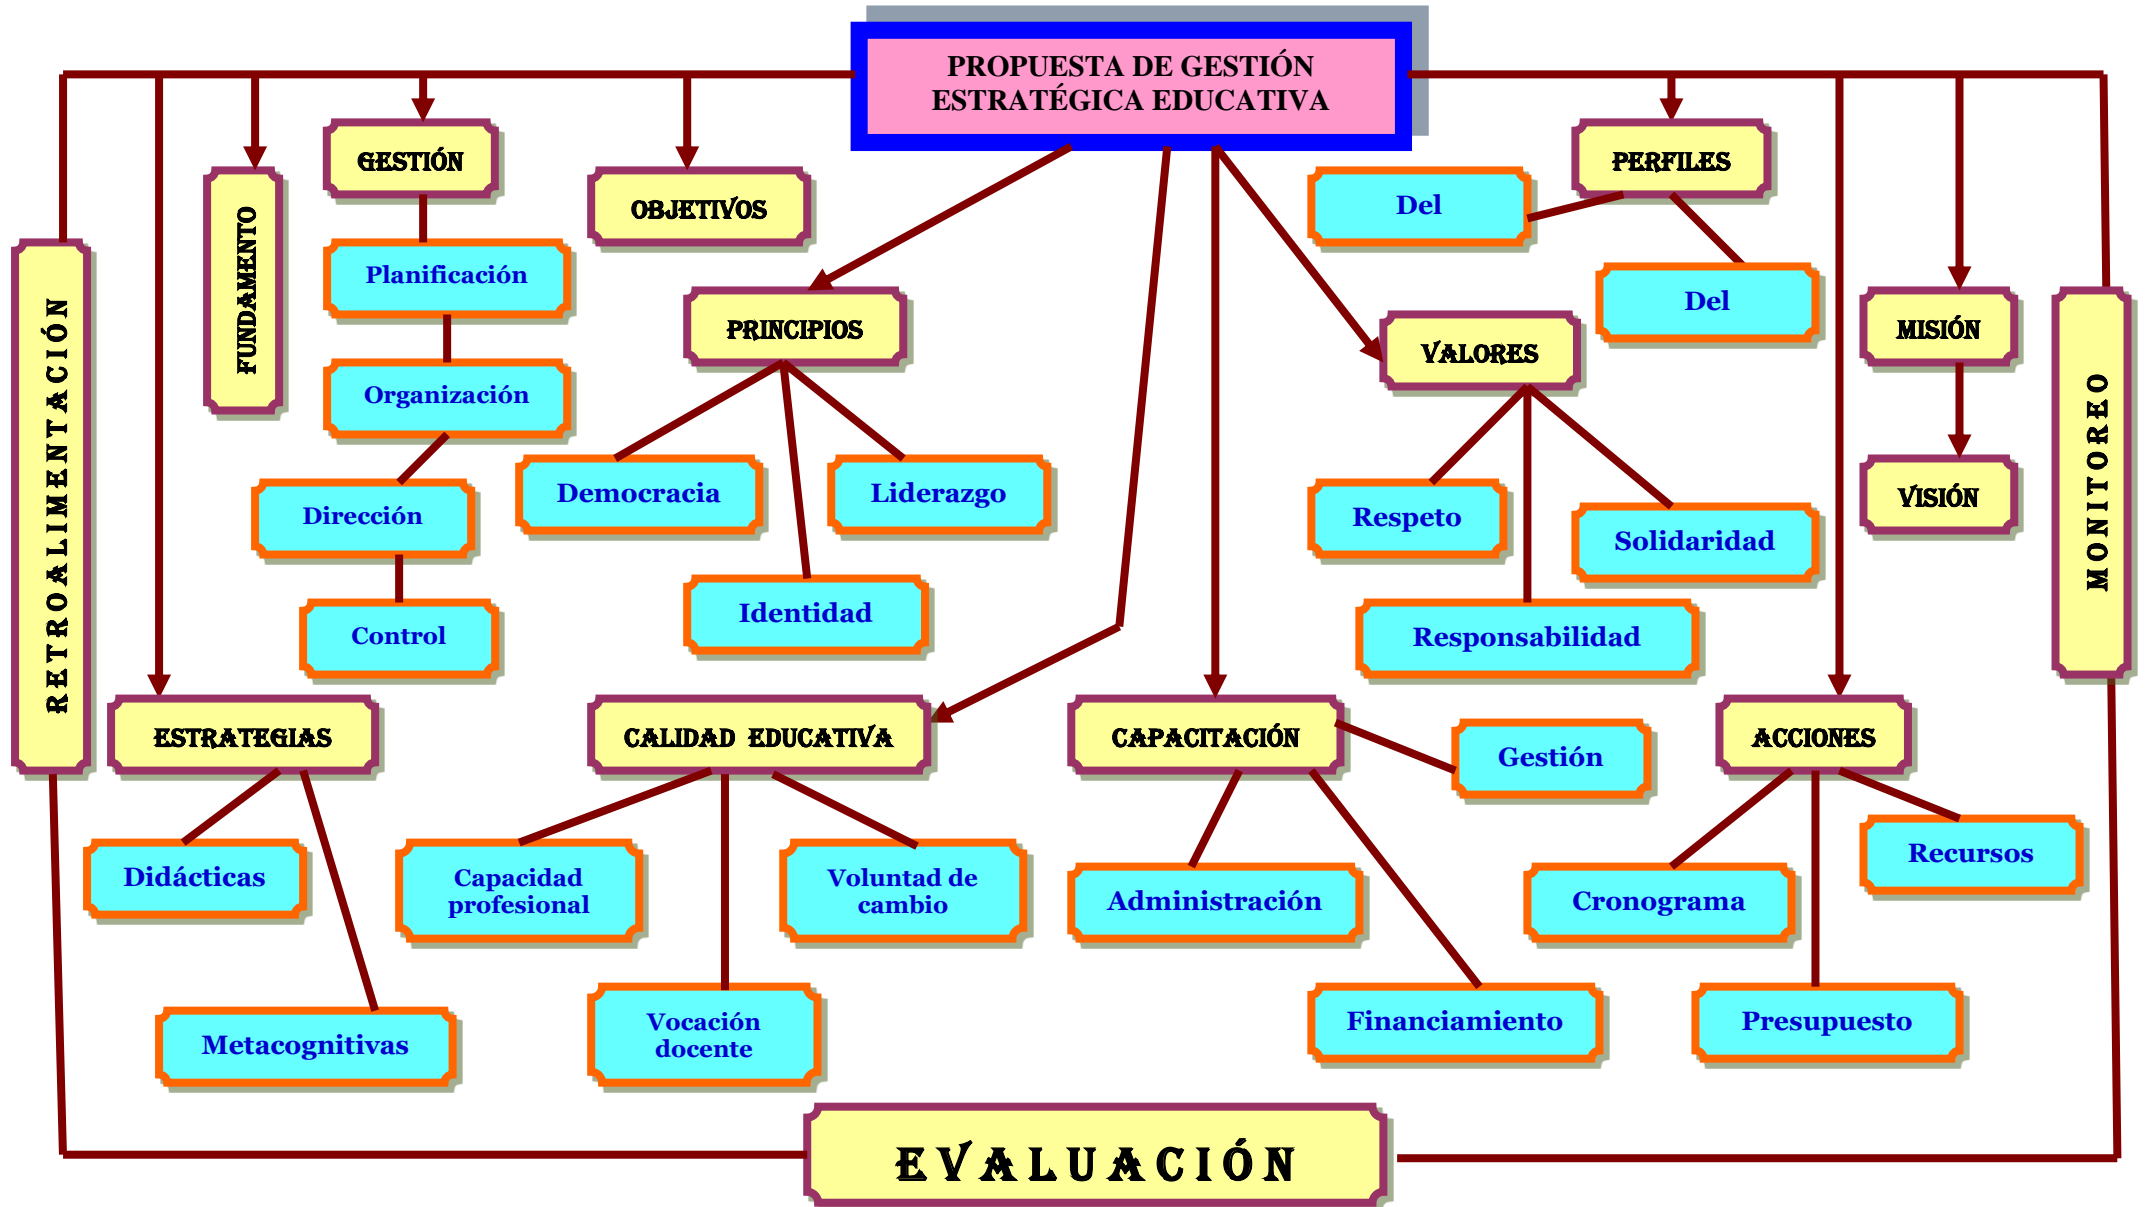 PROPUESTA DE GESTIÓN
ESTRATÉGICA EDUCATIVA
RETROALIMENTACIÓN
FUNDAMENTO
GESTIÓN
Planificación
Organización
Dirección
Control
OBJETIVOS
PRINCIPIOS
Democracia
Liderazgo
Identidad
VALORES
Respeto
Solidaridad
Responsabilidad
PERFILES
Del
Del
MISIÓN
VISIÓN
MONITOREO
ESTRATEGIAS
Didácticas
Metacognitivas
CALIDAD EDUCATIVA
Capacidad
profesional
Voluntad de
cambio
Vocación
docente
CAPACITACIÓN
Gestión
Administración
Financiamiento
ACCIONES
Recursos
Cronograma
Presupuesto
EVALUACIÓN